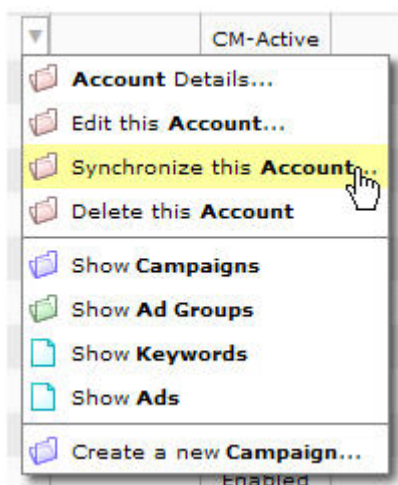 CM-Active
Account Details...
Edit this Account...
Synchronize this Account...
Delete this Account
Show Campaigns
Show Ad Groups
Show Keywords
Show Ads
Create a new Campaign...
Enabled